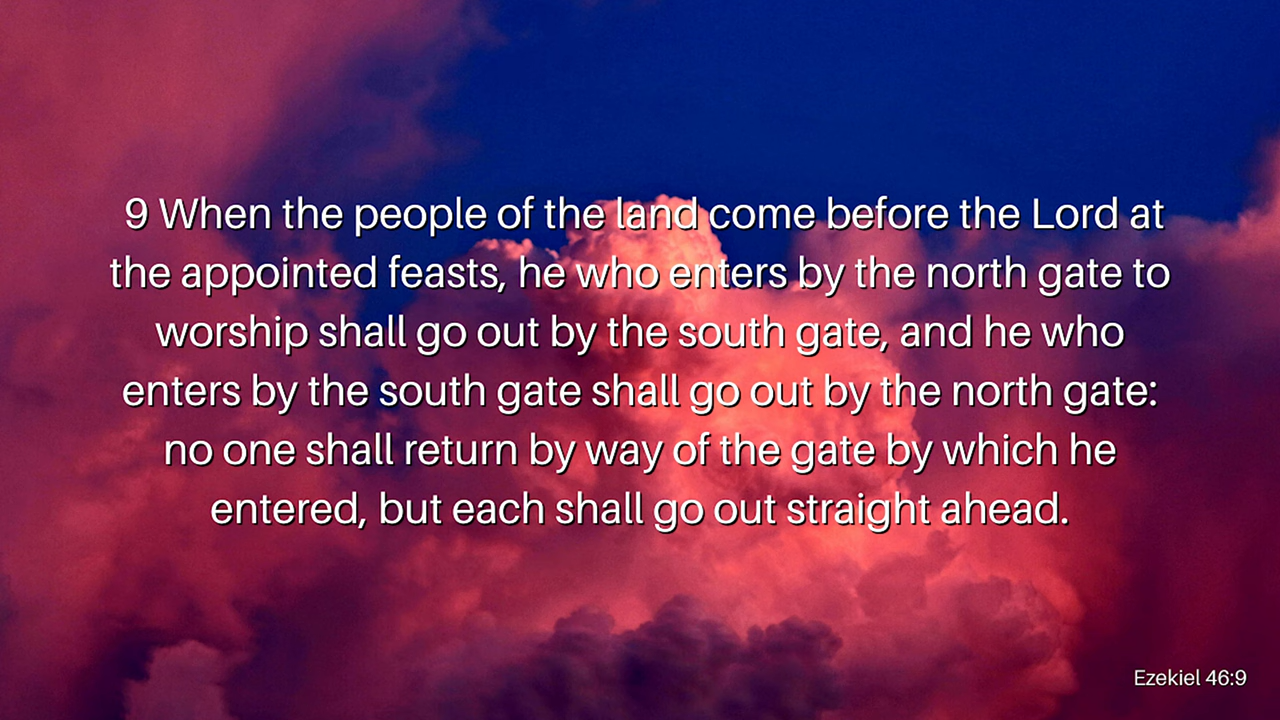 9 When the people of the land come before the Lord at
the appointed feasts, he who enters by the north gate to
worship shall go out by the south gate, and he who
enters by the south gate shall go out by the north gate:
no one shall return by way of the gate by which he
entered, but each shall go out straight ahead.
Ezekiel 46:9